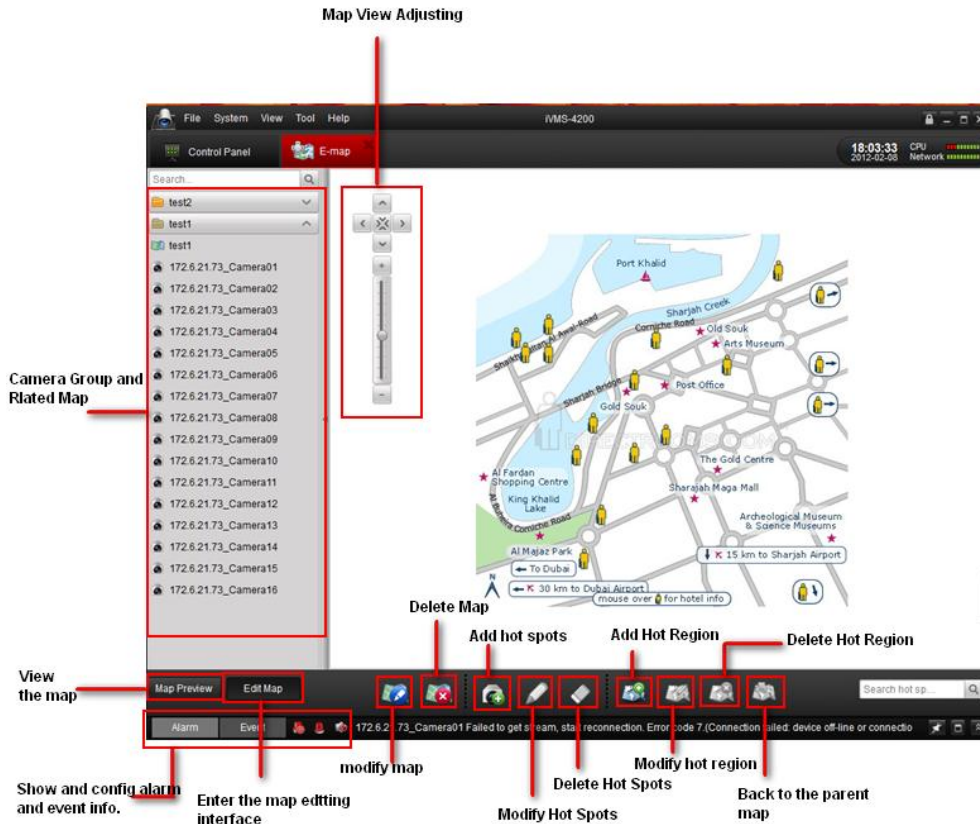 Map View Adjusting
File System View Tool Help
iVMS-4200
Control Panel
E-map
18:03:33
2012-02-08
CPU
Network
Search...
test2
test1
test1
172.6.21.73_Camera01
172.6.21.73_Camera02
172.6.21.73_Camera03
172.6.21.73_Camera04
172.6.21.73_Camera05
172.6.21.73_Camera06
172.6.21.73_Camera07
172.6.21.73_Camera08
172.6.21.73_Camera09
172.6.21.73_Camera10
172.6.21.73_Camera11
172.6.21.73_Camera12
172.6.21.73_Camera13
172.6.21.73_Camera14
172.6.21.73_Camera15
172.6.21.73_Camera16
Camera Group and
Rlated Map
Port Khalid
Sharjah Creek
Corniche Road
Al Awal-Road
Old Souk
Arts Museum
Sharjah Bridge
Post Office
Gold Souk
The Gold Centre
Al Fardan
Shopping Centre
Sharajah Maga Mall
King Khalid
Lake
Al Buheira Corniche Road
Archeological Museum
& Science Museums
Al Majaz Park
15 km to Sharjah Airport
To Dubai
N
30 km to Dubai Airport
mouse over for hotel info
Delete Map
Add hot spots
Add Hot Region
Delete Hot Region
View
the map
Map Preview
Edit Map
Search hot sp...
Alarm
Event
172.6.2 .73_Camera01 Failed to get stream, sta reconnection. Error code 7.(Connection failed: device off-line or connectio
modify map
Modify hot region
Delete Hot Spots
Show and config alarm
and event info.
Enter the map edtting
interface
Modify Hot Spots
Back to the parent
map